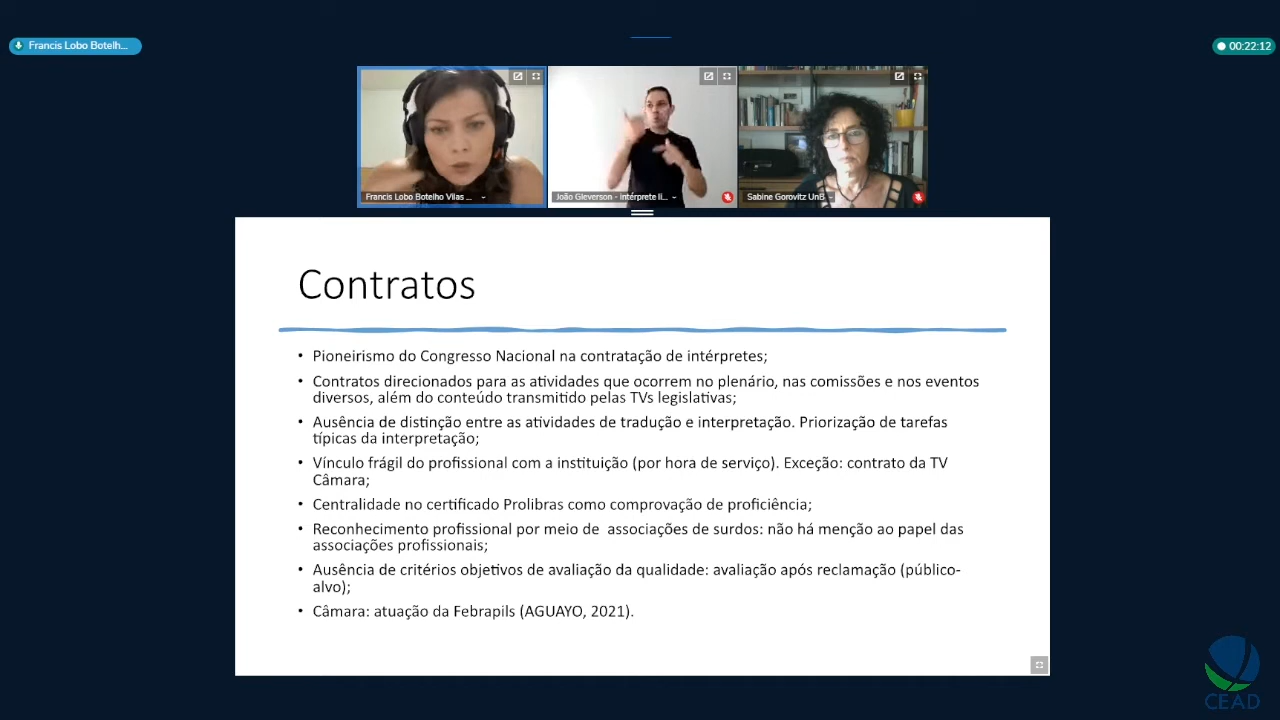 Francis Lobo Botelh...
00:22:12
Francis Lobo Botelho Vilas ...
João Gleverson - Intérprete li...
Sabine Gorovitz UnB
Contratos
• Pioneirismo do Congresso Nacional na contratação de intérpretes;
• Contratos direcionados para as atividades que ocorrem no plenário, nas comissões e nos eventos
diversos, além do conteúdo transmitido pelas TVs legislativas;
• Ausência de distinção entre as atividades de tradução e interpretação. Priorização de tarefas
típicas da interpretação;
• Vínculo frágil do profissional com a instituição (por hora de serviço). Exceção: contrato da TV
Câmara;
• Centralidade no certificado Prolibras como comprovação de proficiência;
• Reconhecimento profissional por meio de associações de surdos: não há menção ao papel das
associações profissionais;
• Ausência de critérios objetivos de avaliação da qualidade: avaliação após reclamação (público-
alvo);
• Câmara: atuação da Febrapils (AGUAYO, 2021).
CEAD